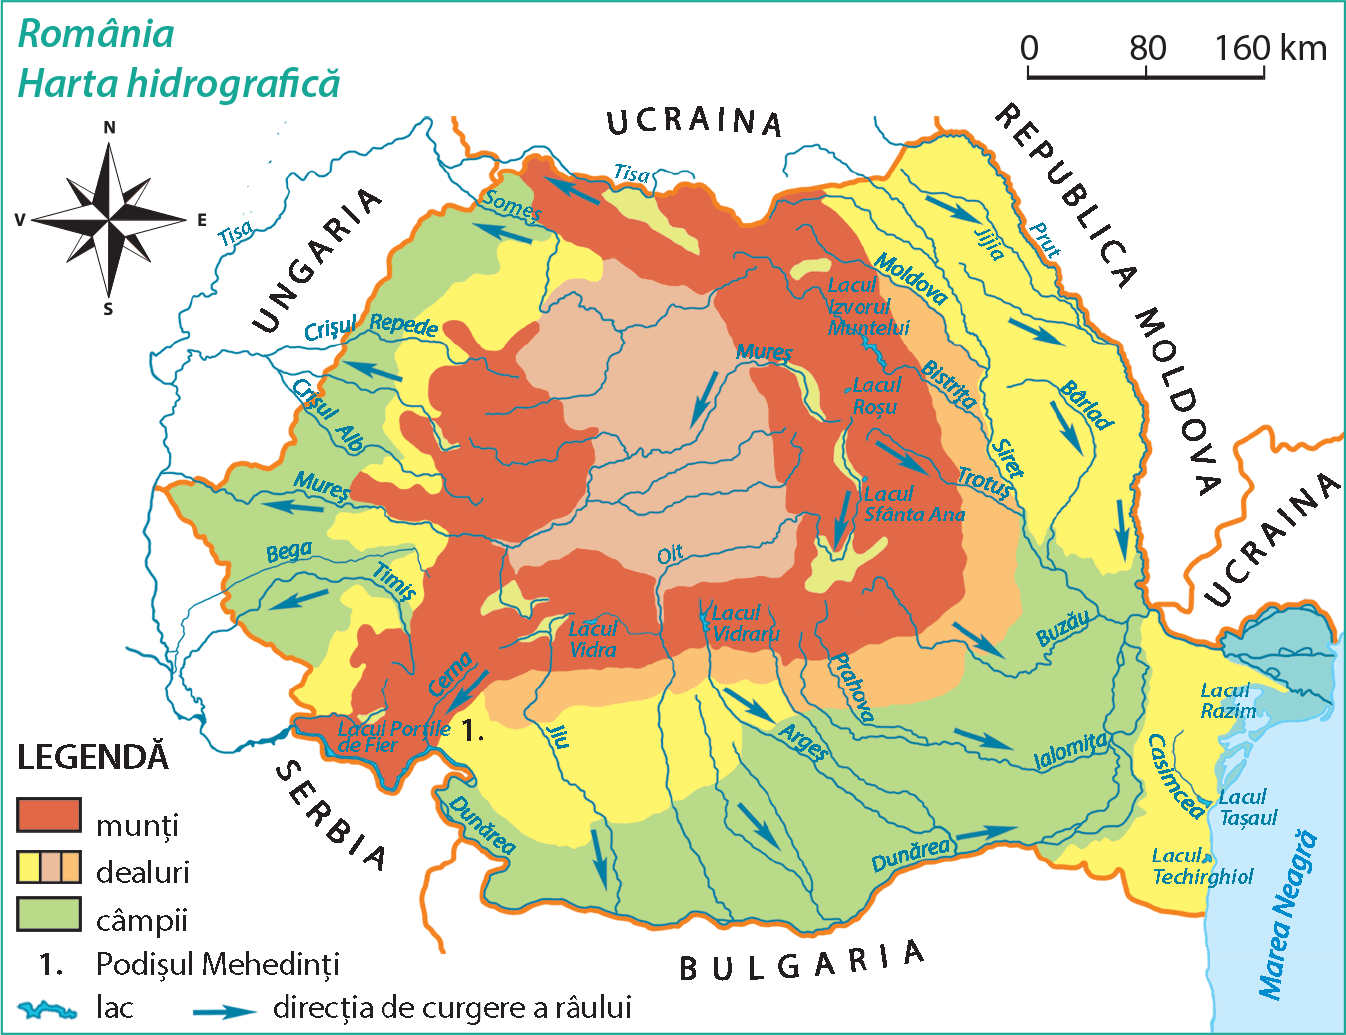 România
Harta hidrografică
0 80 160 km
N
V E
S
UCRAINA
REPUBLICA MOLDOVA
UNGARIA
UCRAINA
SERBIA
BULGARIA
Tisa
Tisa
Someș
Prut
Jijia
Moldova
Lacul
Izvorul
Muntelui
Crișul Repede
Mureș
Bistrița
Lacul
Roșu
Bârlad
Crișul Alb
Siret
Trotuș
Mureș
Lacul
Sfânta Ana
Bega
Olt
Timiș
Lacul
Vidra
Lacul
Vidraru
Buzău
Cerna
Prahova
Lacul
Razim
Lacul Porțile
de Fier
1.
Jiu
Argeș
Ialomița
Casimcea
Dunărea
Lacul
Tașaul
Dunărea
Lacul
Techirghiol
Marea Neagră
LEGENDĂ
munți
dealuri
câmpii
1. Podișul Mehedinți
lac direcția de curgere a râului